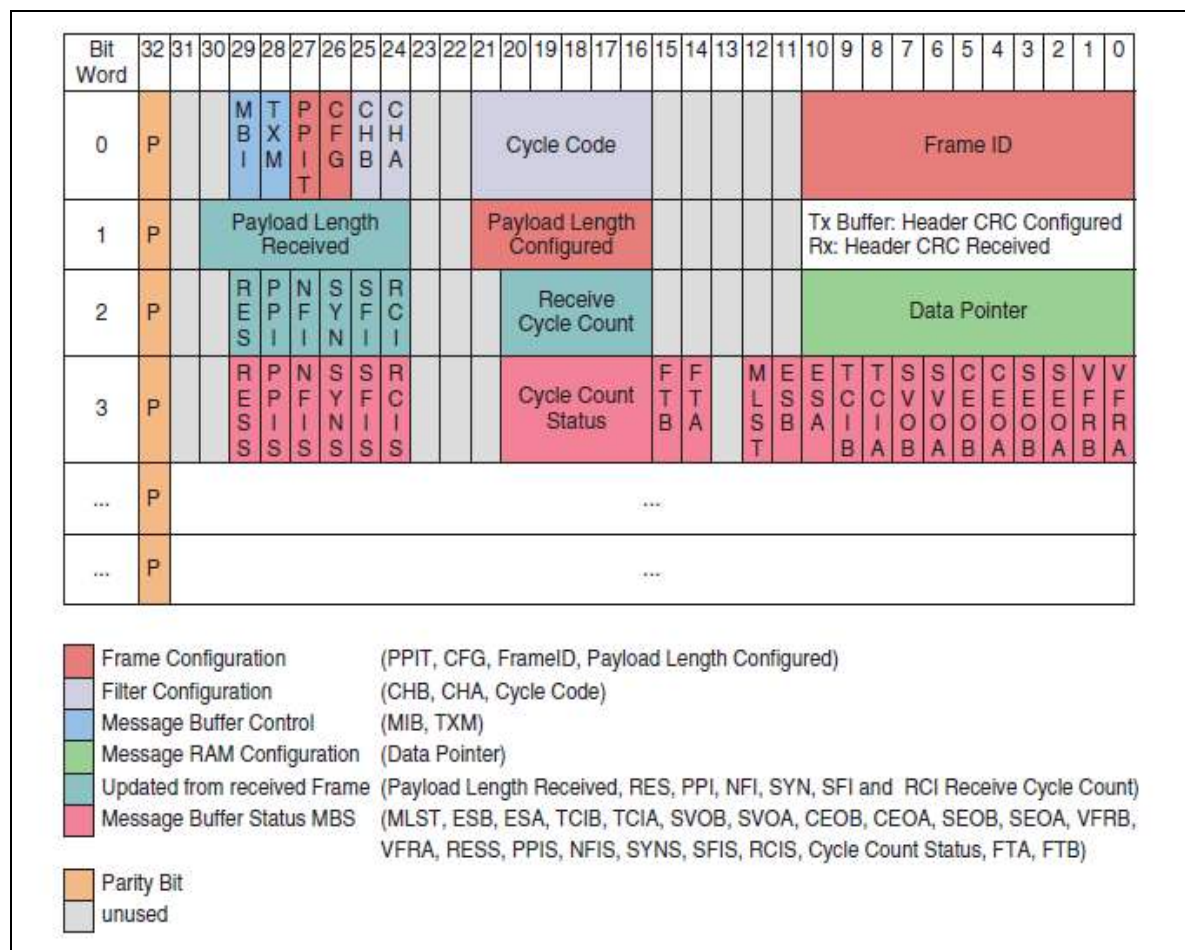 Bit Word 32 31 30 29 28 27 26 25 24 23 22 21 20 19 18 17 16 15 14 13 12 11 10 9 8 7 6 5 4 3 2 1 0
0 P MBI TXM PPIT CFG CHB CHA Cycle Code Frame ID
1 P Payload Length Received Payload Length Configured Tx Buffer: Header CRC Configured
Rx: Header CRC Received
2 P RES PPI NFI SYN SFI RCI Receive Cycle Count Data Pointer
3 P RESS PPIS NFIS SYNS SFIS RCIS Cycle Count Status FTB FTA MLST ESB ESA TCIB TCIA SVOB SVOA CEOB CEOA SEOB SEOA VFRB VFRA
... P ...
... P ...
Frame Configuration (PPIT, CFG, FrameID, Payload Length Configured)
Filter Configuration (CHB, CHA, Cycle Code)
Message Buffer Control (MIB, TXM)
Message RAM Configuration (Data Pointer)
Updated from received Frame (Payload Length Received, RES, PPI, NFI, SYN, SFI and RCI Receive Cycle Count)
Message Buffer Status MBS (MLST, ESB, ESA, TCIB, TCIA, SVOB, SVOA, CEOB, CEOA, SEOB, SEOA, VFRB,
VFRA, RESS, PPIS, NFIS, SYNS, SFIS, RCIS, Cycle Count Status, FTA, FTB)
Parity Bit
unused